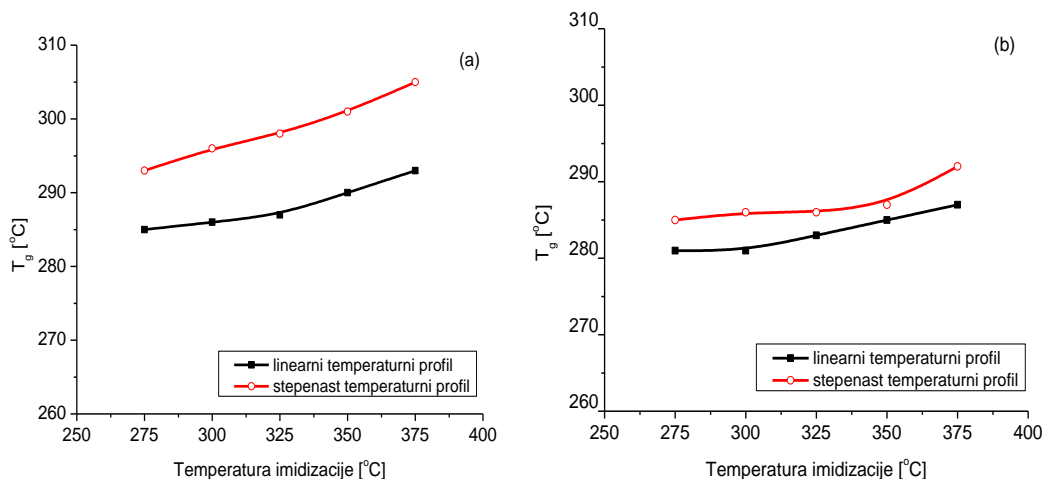 (a)
310
300
290
280
270
260
T_g [°C]
linearni temperaturni profil
stepenast temperaturni profil
250 275 300 325 350 375 400
Temperatura imidizacije [°C]
(b)
310
300
290
280
270
260
T_g [°C]
linearni temperaturni profil
stepenast temperaturni profil
250 275 300 325 350 375 400
Temperatura imidizacije [°C]